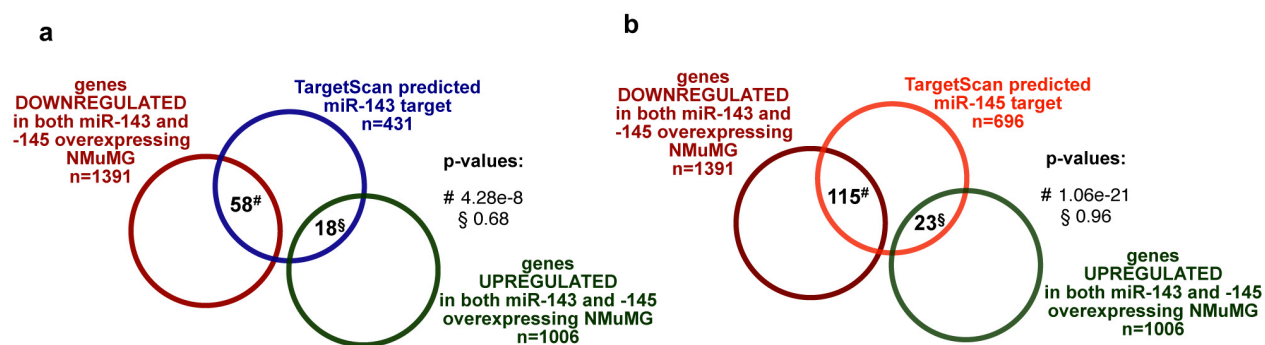 a
genes
DOWNREGULATED
in both miR-143 and
-145 overexpressing
NMuMG
n=1391
TargetScan predicted
miR-143 target
n=431
p-values:
# 4.28e-8
§ 0.68
58#
18§
genes
UPREGULATED
in both miR-143 and -145
overexpressing NMuMG
n=1006
b
genes
DOWNREGULATED
in both miR-143 and
-145 overexpressing
NMuMG
n=1391
TargetScan predicted
miR-145 target
n=696
p-values:
# 1.06e-21
§ 0.96
115#
23§
genes
UPREGULATED
in both miR-143 and -145
overexpressing NMuMG
n=1006